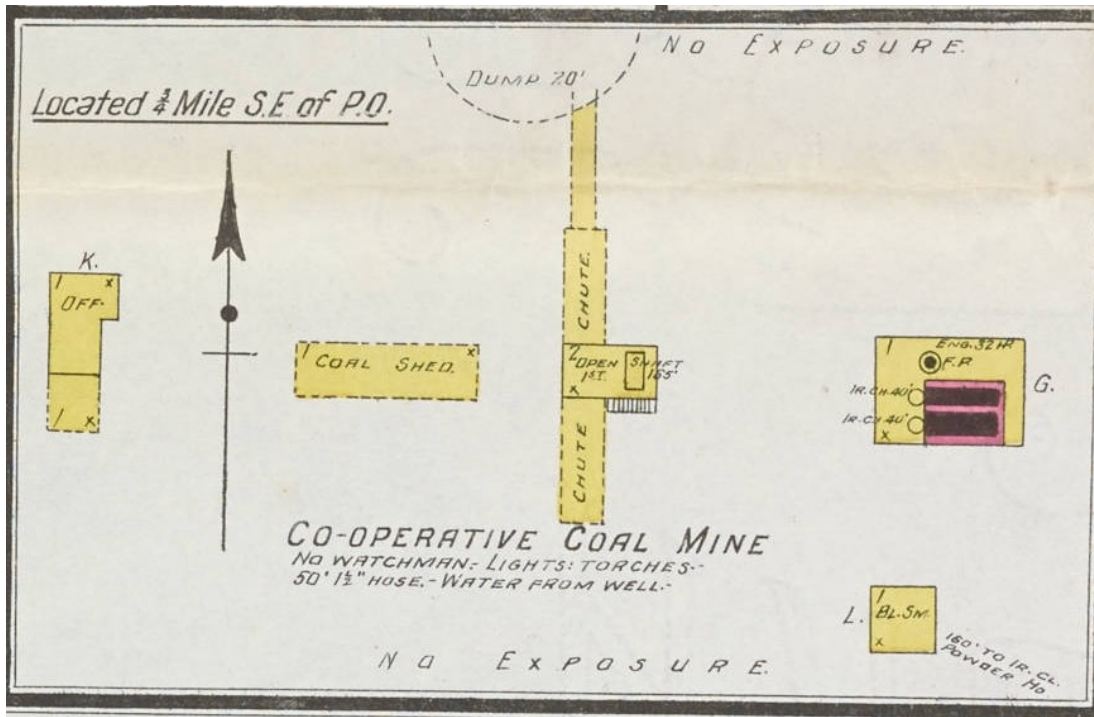 NO EXPOSURE.
DUMP 20'
Located ¾ Mile S.E of P.O.
K.
1 x
OFF.
1 x
1 x
COAL SHED.
CHUTE.
2 OPEN SHAFT
1ST. 165'
x
CHUTE
1 ENG. 32 HP
F.P.
G.
IR. CH. 40'
IR. CH. 40'
x
CO-OPERATIVE COAL MINE
NO WATCHMAN.- LIGHTS: TORCHES.-
50' 1½" HOSE.- WATER FROM WELL.-
1
L. BL. SM.
x
160' TO IR. CL.
POWDER HO.
NO EXPOSURE.